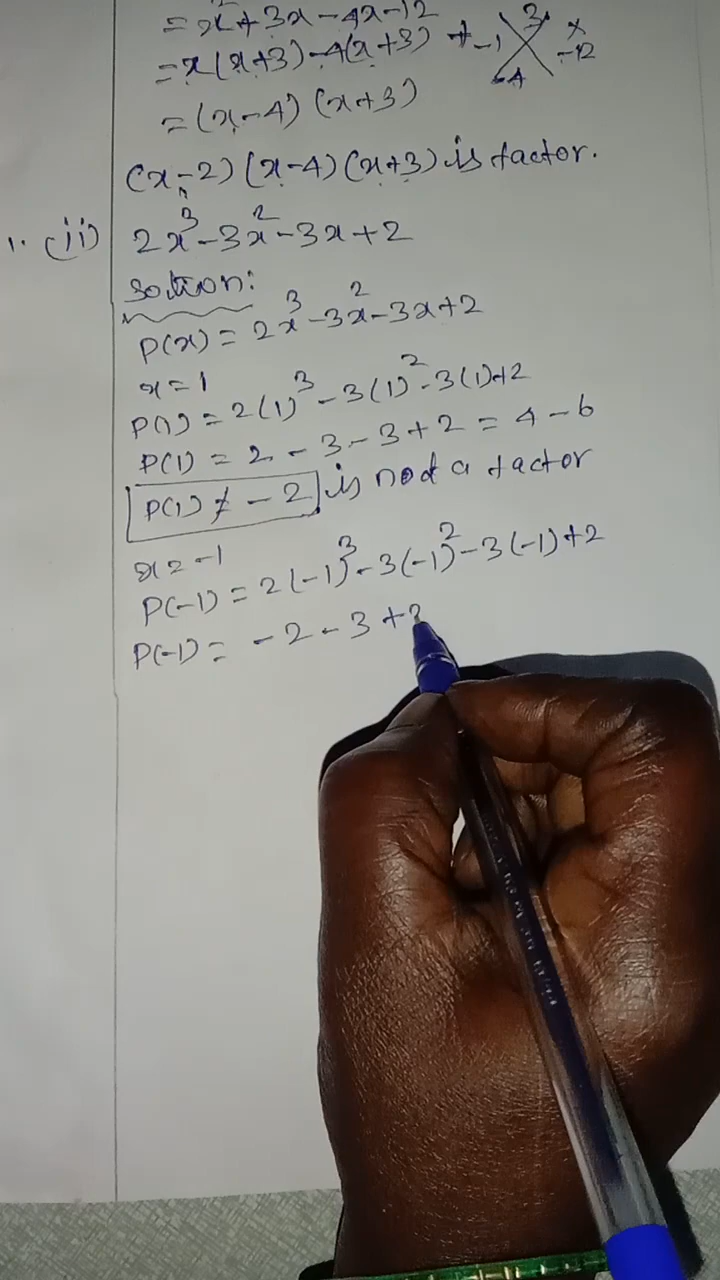 = x² + 3x - 4x - 12
= x(x+3) - 4(x+3) + -1 3 x
-4 -12
= (x-4) (x+3)
(x-2) (x-4) (x+3) is factor.
1. (ii) 2x³ - 3x² - 3x + 2
Solution:
P(x) = 2x³ - 3x² - 3x + 2
x = 1
P(1) = 2(1)³ - 3(1)² - 3(1) + 2
P(1) = 2 - 3 - 3 + 2 = 4 - 6
P(1) ≠ - 2 is not a factor
x = -1
P(-1) = 2(-1)³ - 3(-1)² - 3(-1) + 2
P(-1) = - 2 - 3 +